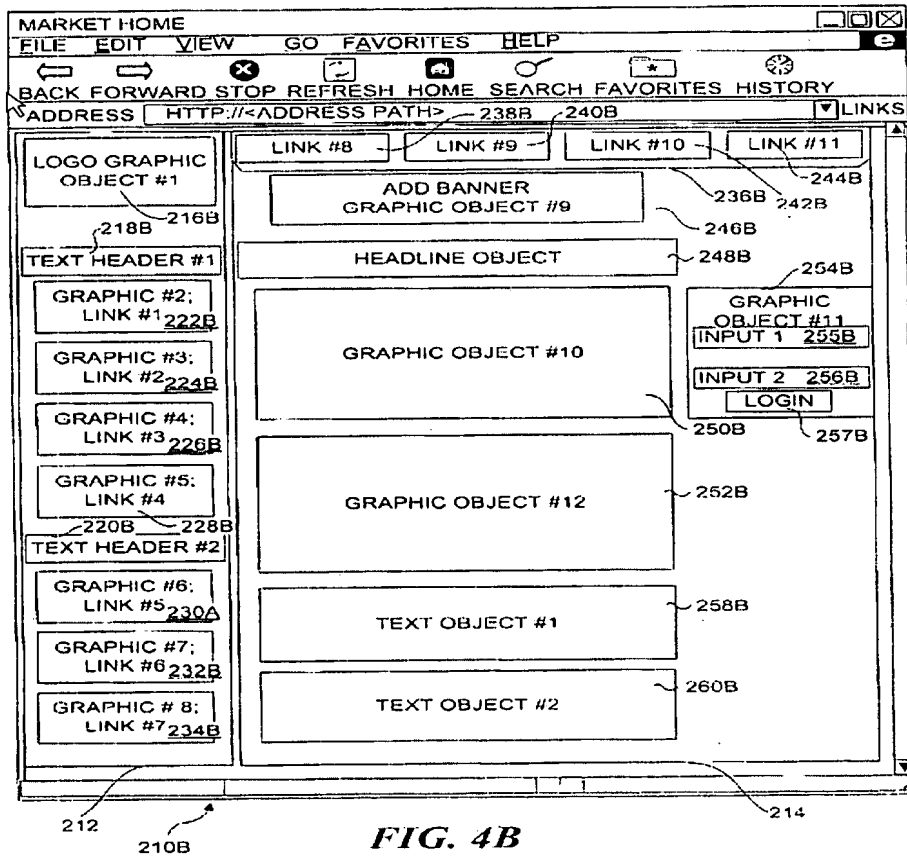 MARKET HOME
FILE EDIT VIEW GO FAVORITES HELP
e
BACK FORWARD STOP REFRESH HOME SEARCH FAVORITES HISTORY
ADDRESS HTTP://<ADDRESS PATH> LINKS
238B 240B
LOGO GRAPHIC
OBJECT #1
216B
218B
TEXT HEADER #1
GRAPHIC #2;
LINK #1 222B
GRAPHIC #3;
LINK #2 224B
GRAPHIC #4;
LINK #3 226B
GRAPHIC #5;
LINK #4
220B 228B
TEXT HEADER #2
GRAPHIC #6;
LINK #5 230A
GRAPHIC #7;
LINK #6 232B
GRAPHIC # 8;
LINK #7 234B
LINK #8 LINK #9 LINK #10 LINK #11
236B 242B 244B
ADD BANNER
GRAPHIC OBJECT #9
246B
HEADLINE OBJECT 248B
GRAPHIC OBJECT #10
250B
254B
GRAPHIC
OBJECT #11
INPUT 1 255B
INPUT 2 256B
LOGIN
257B
GRAPHIC OBJECT #12 252B
TEXT OBJECT #1 258B
TEXT OBJECT #2 260B
212 214
210B
FIG. 4B